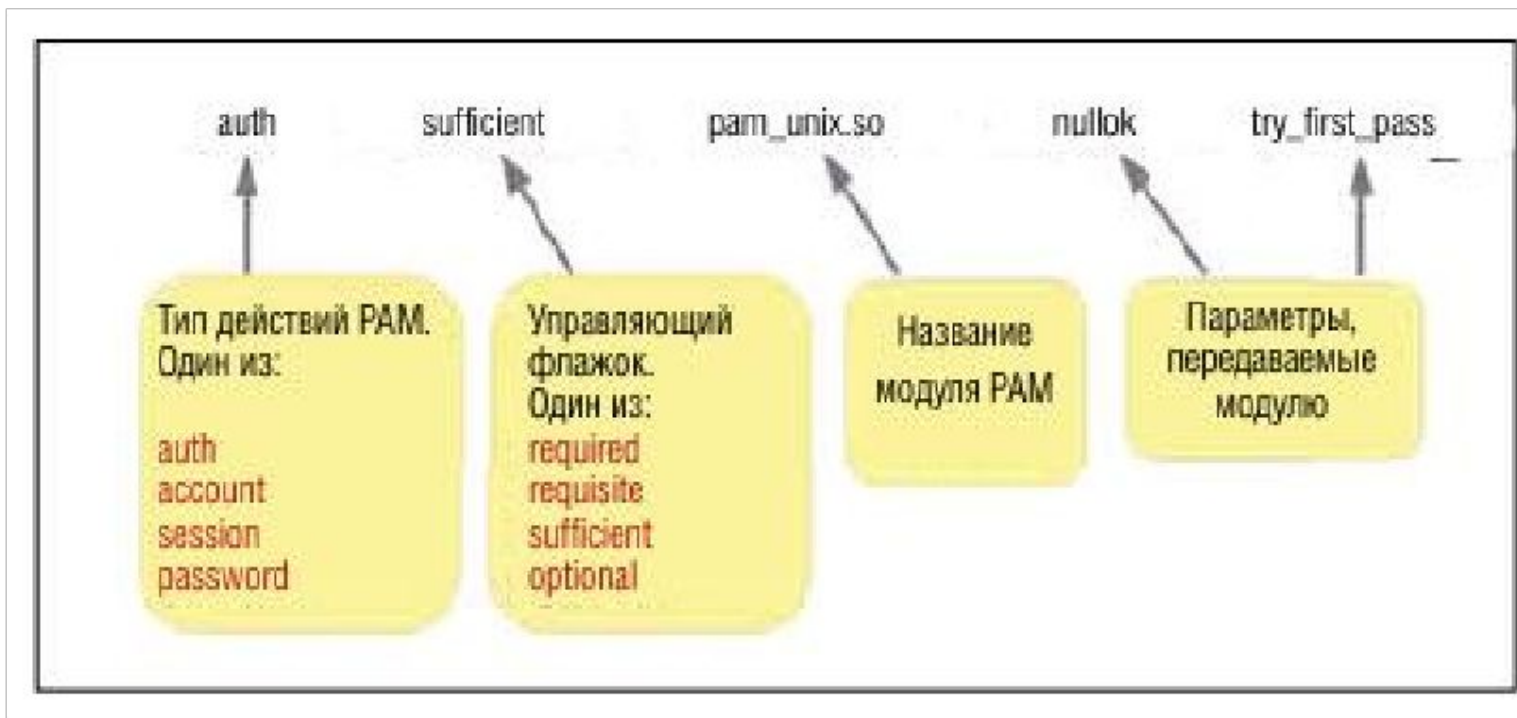 auth sufficient pam_unix.so nullok try_first_pass
Тип действий PAM.
Один из:
auth
account
session
password
Управляющий
флажок.
Один из:
required
requisite
sufficient
optional
Название
модуля PAM
Параметры,
передаваемые
модулю